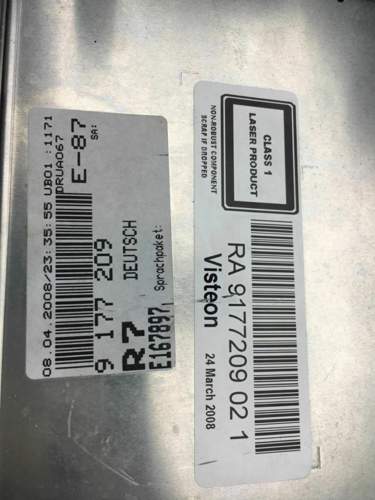 08.04.2008/23:35:55 UB01 :1171
DRUA067
E-87
SA:
9 177 209
R7 DEUTSCH
E167897 Sprachpaket:
CLASS 1
LASER PRODUCT
NON-ROBUST COMPONENT
SCRAP IF DROPPED
RA 9177209 02 1
Visteon 24 March 2008